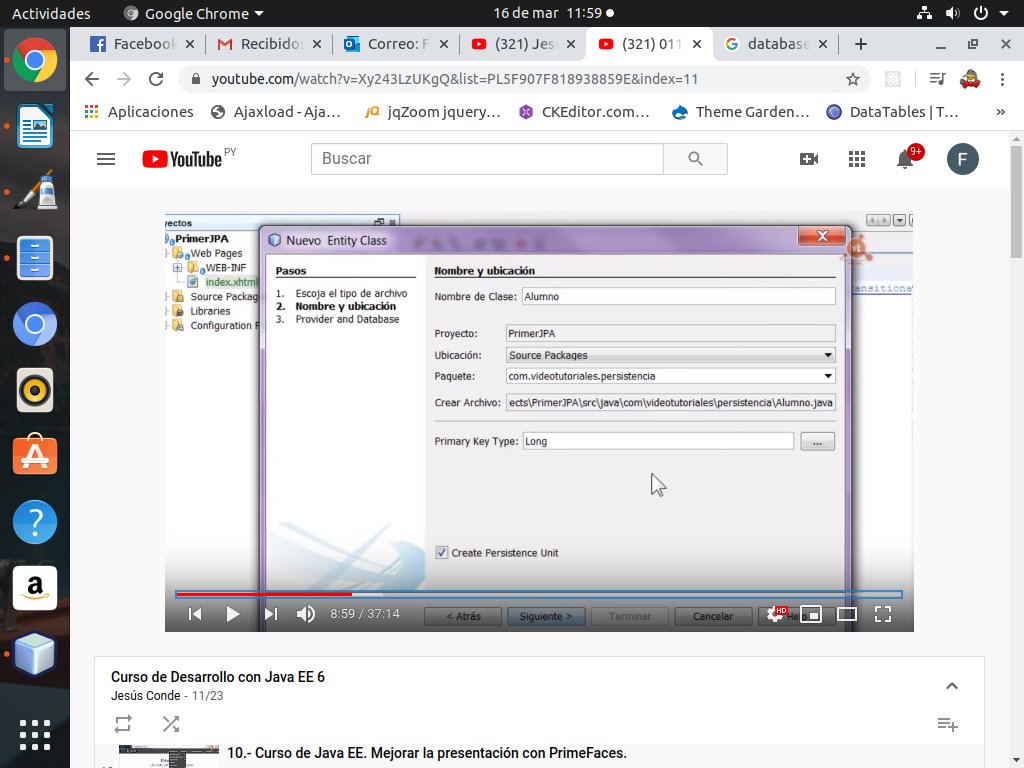 Actividades Google Chrome 16 de mar 11:59
Facebook Recibidos Correo: F (321) Jes (321) 011 database
youtube.com/watch?v=Xy243LzUKgQ&list=PL5F907F818938859E&index=11
Aplicaciones Ajaxload - Aja... jqZoom jquery... CKEditor.com... Theme Garden... DataTables | T... »
YouTube PY Buscar 9+ F
yectos
PrimerJPA
Web Pages
WEB-INF
index.xhtml
Source Packag
Libraries
Configuration F
Nuevo Entity Class
Pasos
1. Escoja el tipo de archivo
2. Nombre y ubicación
3. Provider and Database
Nombre y ubicación
Nombre de Clase: Alumno
Proyecto: PrimerJPA
Ubicación: Source Packages
Paquete: com.videotutoriales.persistencia
Crear Archivo: ects\PrimerJPA\src\java\com\videotutoriales\persistencia\Alumno.java
Primary Key Type: Long ...
Create Persistence Unit
ansitiona
8:59 / 37:14 < Atrás Siguiente > Terminar Cancelar Help HD
Curso de Desarrollo con Java EE 6
Jesús Conde - 11/23
10.- Curso de Java EE. Mejorar la presentación con PrimeFaces.
a